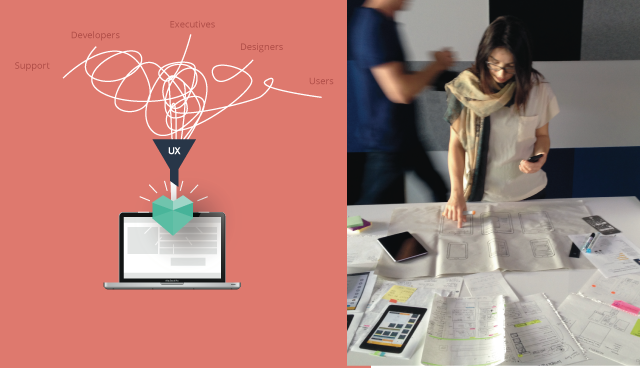 Executives
Developers
Designers
Support
Users
UX